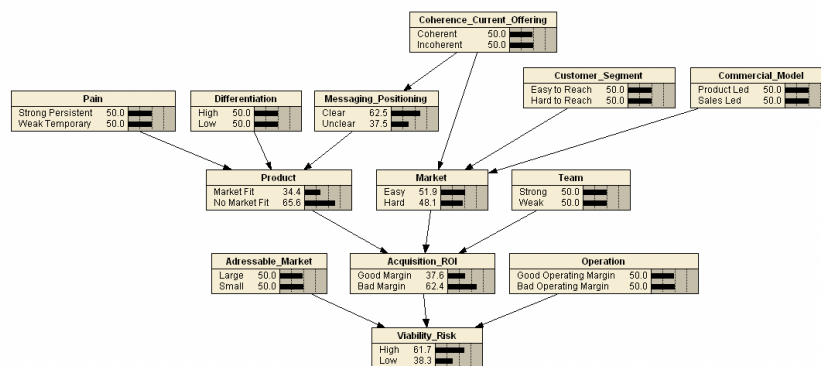 Coherence_Current_Offering
Coherent 50.0
Incoherent 50.0
Pain
Strong Persistent 50.0
Weak Temporary 50.0
Differentiation
High 50.0
Low 50.0
Messaging_Positioning
Clear 62.5
Unclear 37.5
Customer_Segment
Easy to Reach 50.0
Hard to Reach 50.0
Commercial_Model
Product Led 50.0
Sales Led 50.0
Product
Market Fit 34.4
No Market Fit 65.6
Market
Easy 51.9
Hard 48.1
Team
Strong 50.0
Weak 50.0
Adressable_Market
Large 50.0
Small 50.0
Acquisition_ROI
Good Margin 37.6
Bad Margin 62.4
Operation
Good Operating Margin 50.0
Bad Operating Margin 50.0
Viability_Risk
High 61.7
Low 38.3